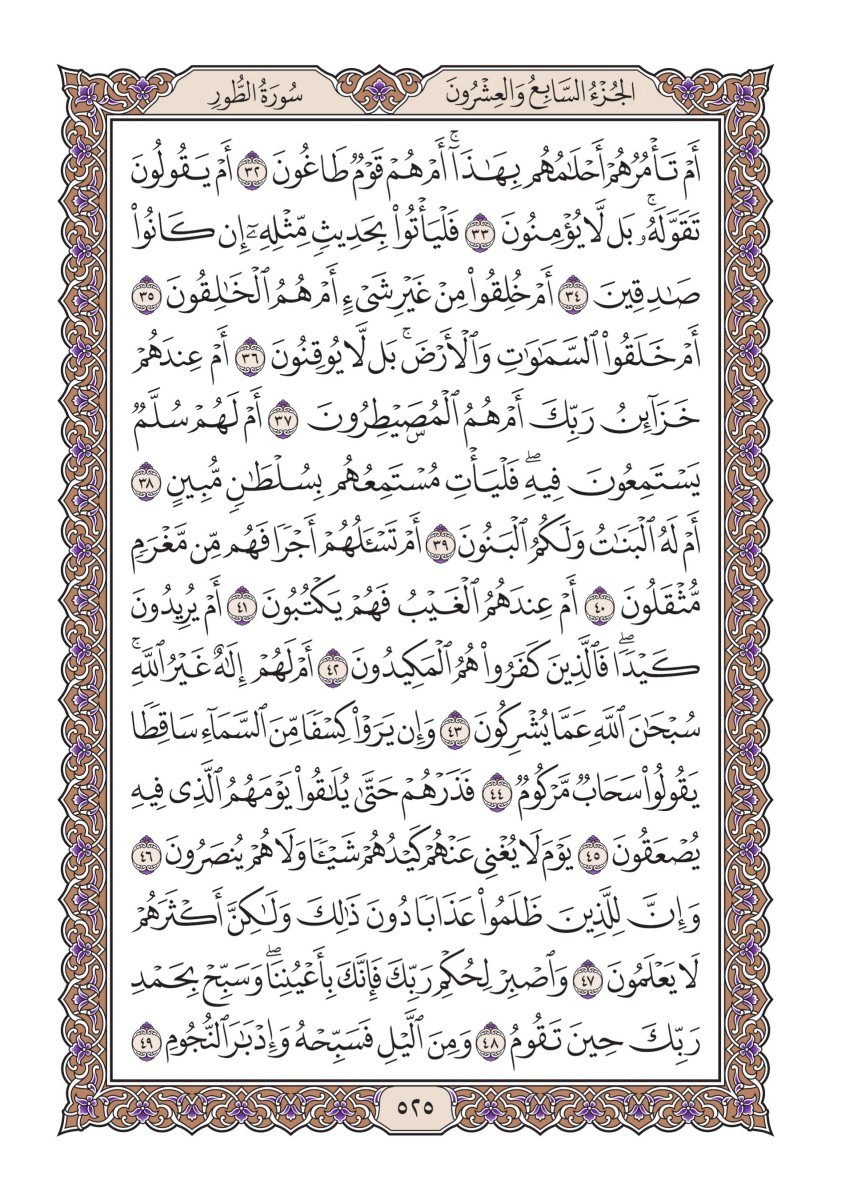 الجُزْءُ السَّابِعُ وَالعِشْرُونَ
سُورَةُ الطُّورِ
أَمْ تَأْمُرُهُمْ أَحْلَٰمُهُم بِهَٰذَآۚ أَمْ هُمْ قَوْمٌ طَاغُونَ ٣٢ أَمْ يَقُولُونَ
تَقَوَّلَهُۥۚ بَل لَّا يُؤْمِنُونَ ٣٣ فَلْيَأْتُوا۟ بِحَدِيثٍ مِّثْلِهِۦٓ إِن كَانُوا۟
صَٰدِقِينَ ٣٤ أَمْ خُلِقُوا۟ مِنْ غَيْرِ شَىْءٍ أَمْ هُمُ ٱلْخَٰلِقُونَ ٣٥
أَمْ خَلَقُوا۟ ٱلسَّمَٰوَٰتِ وَٱلْأَرْضَۚ بَل لَّا يُوقِنُونَ ٣٦ أَمْ عِندَهُمْ
خَزَآئِنُ رَبِّكَ أَمْ هُمُ ٱلْمُصَۣيْطِرُونَ ٣٧ أَمْ لَهُمْ سُلَّمٌ
يَسْتَمِعُونَ فِيهِۖ فَلْيَأْتِ مُسْتَمِعُهُم بِسُلْطَٰنٍ مُّبِينٍ ٣٨
أَمْ لَهُ ٱلْبَنَٰتُ وَلَكُمُ ٱلْبَنُونَ ٣٩ أَمْ تَسْـَٔلُهُمْ أَجْرًا فَهُم مِّن مَّغْرَمٍ
مُّثْقَلُونَ ٤٠ أَمْ عِندَهُمُ ٱلْغَيْبُ فَهُمْ يَكْتُبُونَ ٤١ أَمْ يُرِيدُونَ
كَيْدًاۖ فَٱلَّذِينَ كَفَرُوا۟ هُمُ ٱلْمَكِيدُونَ ٤٢ أَمْ لَهُمْ إِلَٰهٌ غَيْرُ ٱللَّهِۚ
سُبْحَٰنَ ٱللَّهِ عَمَّا يُشْرِكُونَ ٤٣ وَإِن يَرَوْا۟ كِسْفًا مِّنَ ٱلسَّمَآءِ سَاقِطًا
يَقُولُوا۟ سَحَابٌ مَّرْكُومٌ ٤٤ فَذَرْهُمْ حَتَّىٰ يُلَٰقُوا۟ يَوْمَهُمُ ٱلَّذِى فِيهِ
يُصْعَقُونَ ٤٥ يَوْمَ لَا يُغْنِى عَنْهُمْ كَيْدُهُمْ شَيْـًٔا وَلَا هُمْ يُنصَرُونَ ٤٦
وَإِنَّ لِلَّذِينَ ظَلَمُوا۟ عَذَابًا دُونَ ذَٰلِكَ وَلَٰكِنَّ أَكْثَرَهُمْ
لَا يَعْلَمُونَ ٤٧ وَٱصْبِرْ لِحُكْمِ رَبِّكَ فَإِنَّكَ بِأَعْيُنِنَاۖ وَسَبِّحْ بِحَمْدِ
رَبِّكَ حِينَ تَقُومُ ٤٨ وَمِنَ ٱلَّيْلِ فَسَبِّحْهُ وَإِدْبَٰرَ ٱلنُّجُومِ ٤٩
٥٢٥